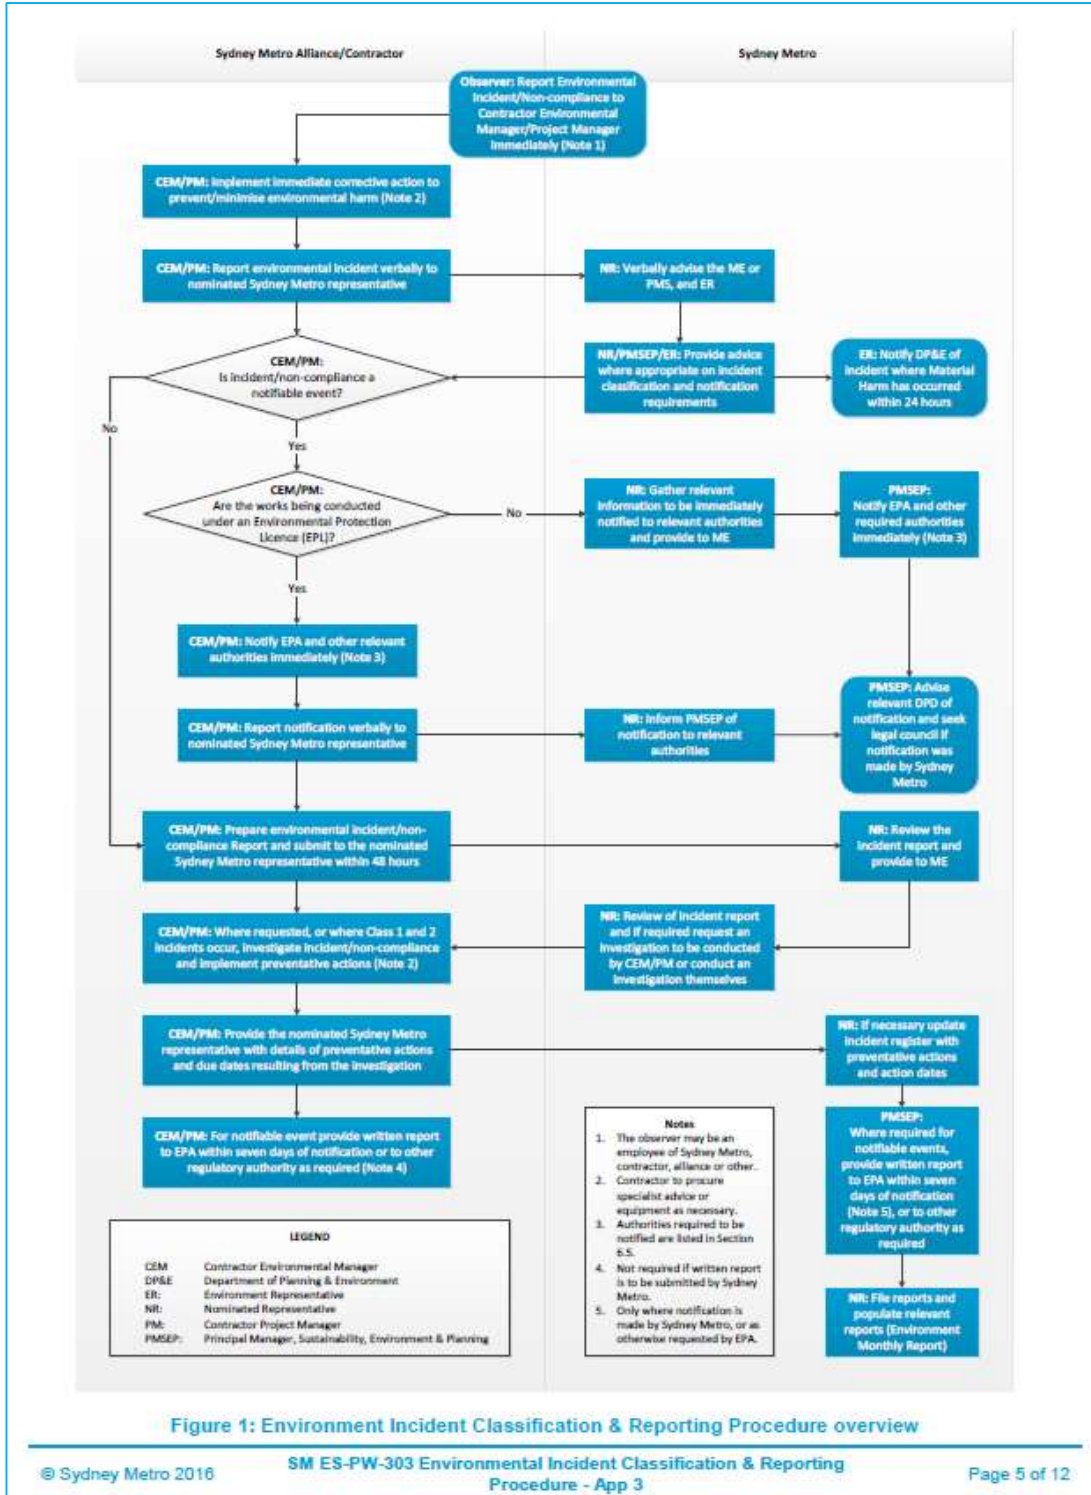 Sydney Metro Alliance/Contractor
Sydney Metro
Observer: Report Environmental
Incident/Non-compliance to
Contractor Environmental
Manager/Project Manager
Immediately (Note 1)
CEM/PM: Implement immediate corrective action to
prevent/minimise environmental harm (Note 2)
CEM/PM: Report environmental incident verbally to
nominated Sydney Metro representative
NR: Verbally advise the ME or
PMS, and ER
CEM/PM:
Is incident/non-compliance a
notifiable event?
NR/PMSEP/ER: Provide advice
where appropriate on incident
classification and notification
requirements
ER: Notify DP&E of
incident where Material
Harm has occurred
within 24 hours
No
Yes
CEM/PM:
Are the works being conducted
under an Environmental Protection
Licence (EPL)?
No
NR: Gather relevant
information to be immediately
notified to relevant authorities
and provide to ME
PMSEP:
Notify EPA and other
required authorities
immediately (Note 3)
Yes
CEM/PM: Notify EPA and other relevant
authorities immediately (Note 3)
CEM/PM: Report notification verbally to
nominated Sydney Metro representative
NR: Inform PMSEP of
notification to relevant
authorities
PMSEP: Advise
relevant DPD of
notification and seek
legal council if
notification was
made by Sydney
Metro
CEM/PM: Prepare environmental incident/non-
compliance Report and submit to the nominated
Sydney Metro representative within 48 hours
NR: Review the
incident report and
provide to ME
CEM/PM: Where requested, or where Class 1 and 2
incidents occur, investigate incident/non-compliance
and implement preventative actions (Note 2)
NR: Review of incident report
and if required request an
investigation to be conducted
by CEM/PM or conduct an
investigation themselves
CEM/PM: Provide the nominated Sydney Metro
representative with details of preventative actions
and due dates resulting from the investigation
NR: If necessary update
incident register with
preventative actions
and action dates
CEM/PM: For notifiable event provide written report
to EPA within seven days of notification or to other
regulatory authority as required (Note 4)
PMSEP:
Where required for
notifiable events,
provide written report
to EPA within seven
days of notification
(Note 5), or to other
regulatory authority as
required
NR: File reports and
populate relevant
reports (Environment
Monthly Report)
Notes
1. The observer may be an
employee of Sydney Metro,
contractor, alliance or other.
2. Contractor to procure
specialist advice or
equipment as necessary.
3. Authorities required to be
notified are listed in Section
6.5.
4. Not required if written report
is to be submitted by Sydney
Metro.
5. Only where notification is
made by Sydney Metro, or as
otherwise requested by EPA.
LEGEND
CEM Contractor Environmental Manager
DP&E Department of Planning & Environment
ER: Environment Representative
NR: Nominated Representative
PM: Contractor Project Manager
PMSEP: Principal Manager, Sustainability, Environment & Planning
Figure 1: Environment Incident Classification & Reporting Procedure overview
© Sydney Metro 2016
SM ES-PW-303 Environmental Incident Classification & Reporting
Procedure - App 3
Page 5 of 12